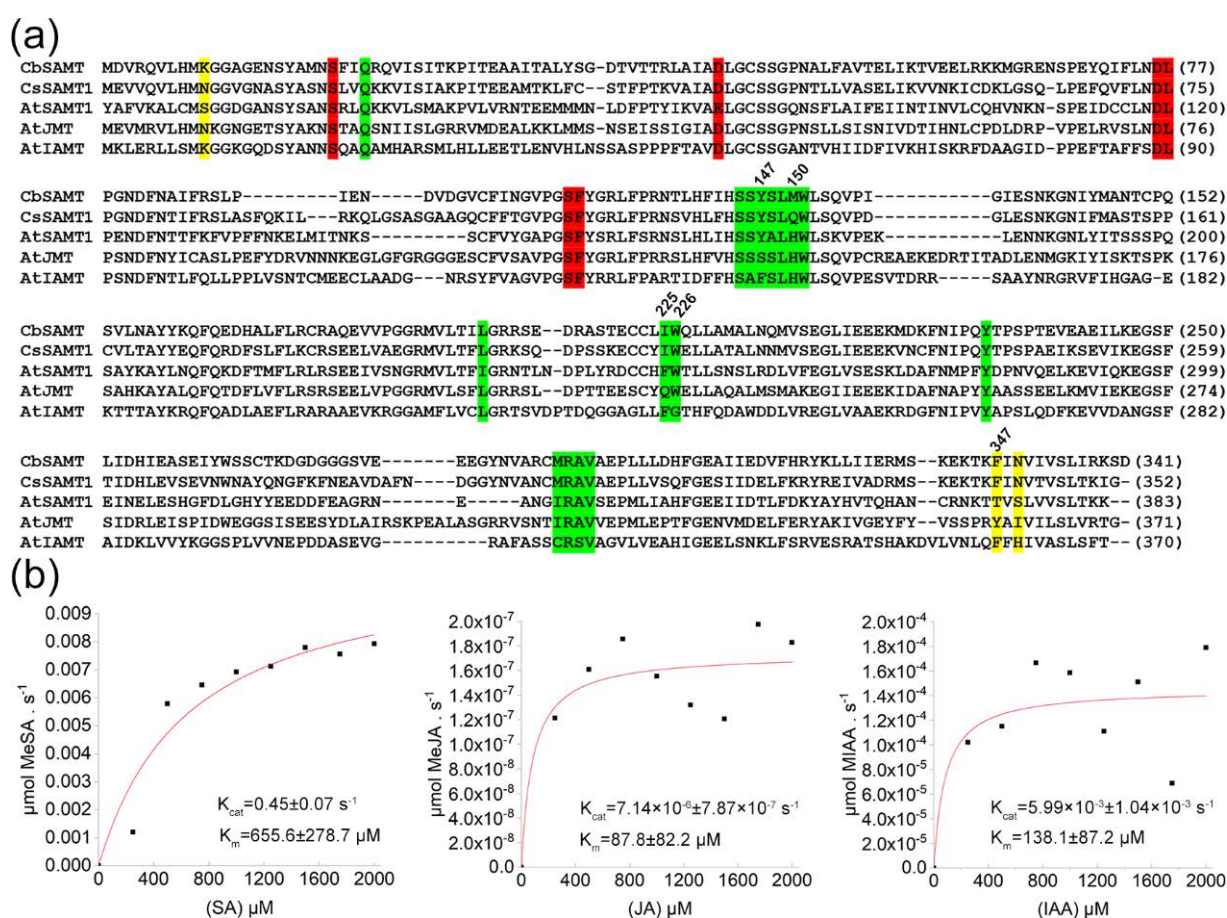 (a)
CbSAMT MDVRQVLHMKGGAGENSYAMNSFIQRQVISITKPITEAAITALYSG-DTVTTRLAIADLGCSSGPNALFAVTELIKTVEELRKKMGRENSPEYQIFLNDL (77)
CsSAMT1 MEVVQVLHMNGGVGNASYASNSLVQKKVISIAKPITEEAMTKLFC--STFPTKVAIADLGCSSGPNTLLVASELIKVVNKICDKLGSQ-LPEFQVFLNDL (75)
AtSAMT1 YAFVKALCMSGGDGANSYSANSRLQKKVLSMAKPVLVRNTEEMMMNLDFPTYIKVAELGCSSGQNSFLAIFEIINTINVLCQHVNKN-SPEIDCCLNDL (120)
AtJMT MEVMRVLHMNKGNGETSYAKNSTAQSNIISLGRRVMDEALKKLMMS-NSEISSIGIADLGCSSGPNSLLSISNIVDTIHNLCPDLDRP-VPELRVSLNDL (76)
AtIAMT MKLERLLSMKGGKGQDSYANNSQAQAMHARSMLHLLEETLENVHLNSSASPPPFTAVDLGCSSGANTVHIIDFIVKHISKRFDAAGID-PPEFTAFFSDL (90)
147 150
CbSAMT PGNDFNAIFRSLP--------IEN---DVDGVCFINGVPGSFYGRLFPRNTLHFIHSSYSLMWLSQVPI-------GIESNKGNIYMANTCPQ (152)
CsSAMT1 PSNDFNTIFRSLASFQKIL---RKQLGSASGAAGQCFFTGVPGSFYGRLFPRNSVHLFHSSYSLQWLSQVPD-------GLESNKGNIFMASTSPP (161)
AtSAMT1 PENDFNTTFKFVPFFNKELMITNKS---------SCFVYGAPGSFYSRLFSRNSLHLIHSSYALHWLSKVPEK------LENNKGNLYITSSSPQ (200)
AtJMT PSNDFNYICASLPEFYDRVNNNKEGLGFGRGGGESCFVSAVPGSFYGRLFPRRSLHFVHSSSSLHWLSQVPCREAEKEDRTITADLENMGKIYISKTSPK (176)
AtIAMT PSNDFNTLFQLLPPLVSNTCMEECLAADG---NRSYFVAGVPGSFYRRLFPARTIDFFHSAFSLHWLSQVPESVTDRR----SAAYNRGRVFIHGAG-E (182)
225 226
CbSAMT SVLNAYYKQFQEDHALFLRCRAQEVVPGGRMVLTILGRRSE--DRASTECCLIWQLLAMALNQMVSEGLIEEEKMDKFNIPQYTPSPTEVEAEILKEGSF (250)
CsSAMT1 CVLTAYYEQFQRDFSLFLKCRSEELVAEGRMVLTFLGRKSQ--DPSSKECCYIWELLATALNNMVSEGLIEEEKVNCFNIPQYTPSPAEIKSEVIKEGSF (259)
AtSAMT1 SAYKAYLNQFQKDFTMFLRLRSEEIVSNGRMVLTFIGRNTLN-DPLYRDCCHFWTLLSNSLRDLVFEGLVSESKLDAFNMPFYDPNVQELKEVIQKEGSF (299)
AtJMT SAHKAYALQFQTDFLVFLRSRSEELVPGGRMVLSFLGRRSL--DPTTEESCYQWELLAQALMSMAKEGIIEEEKIDAFNAPYYAASSEELKMVIEKEGSF (274)
AtIAMT KTTTAYKRQFQADLAEFLRARAAEVKRGGAMFLVCLGRTSVDPTDQGGAGLLFGTHFQDAWDDLVREGLVAAEKRDGFNIPVYAPSLQDFKEVVDANGSF (282)
347
CbSAMT LIDHIEASEIYWSSCTKDGDGGGSVE----EEGYNVARCMRAVAEPLLLDHFGEAIIEDVFHRYKLLIIERMS--KEKTKFINVIVSLIRKSD (341)
CsSAMT1 TIDHLEVSEVNWNAYQNGFKFNEAVDAFN--DGGYNVANCMRAVAEPLLVSQFGESIIDELFKRYREIVADRMS--KEKTKFINVTVSLTKIG- (352)
AtSAMT1 EINELESHGFDLGHYYEEDDFEAGRN----E-----ANGIRAVSEPMLIAHFGEEIIDTLFDKYAYHVTQHAN--CRNKTTVSLVVSLTKK-- (383)
AtJMT SIDRLEISPIDWEGGSISEESYDLAIRSKPEALASGRRVSNTIRAVVEPMLEPTFGENVMDELFERYAKIVGEYFY--VSSPRYAIVILSLVRTG- (371)
AtIAMT AIDKLVVYKGGSPLVVNEPDDASEVG-----RAFASSCRSVAGVLVEAHIGEELSNKLFSRVESRATSHAKDVLVNLQFFHIVASLSFT-- (370)
(b)
µmol MeSA . s⁻¹
0.009
0.008
0.007
0.006
0.005
0.004
0.003
0.002
0.001
0.000
Kcat=0.45±0.07 s⁻¹
Km=655.6±278.7 µM
0 400 800 1200 1600 2000
(SA) µM
µmol MeJA . s⁻¹
2.0x10⁻⁷
1.8x10⁻⁷
1.6x10⁻⁷
1.4x10⁻⁷
1.2x10⁻⁷
1.0x10⁻⁷
8.0x10⁻⁸
6.0x10⁻⁸
4.0x10⁻⁸
2.0x10⁻⁸
0.0
Kcat=7.14×10⁻⁶±7.87×10⁻⁷ s⁻¹
Km=87.8±82.2 µM
0 400 800 1200 1600 2000
(JA) µM
µmol MIAA . s⁻¹
2.0x10⁻⁴
1.8x10⁻⁴
1.6x10⁻⁴
1.4x10⁻⁴
1.2x10⁻⁴
1.0x10⁻⁴
8.0x10⁻⁵
6.0x10⁻⁵
4.0x10⁻⁵
2.0x10⁻⁵
0.0
Kcat=5.99×10⁻³±1.04×10⁻³ s⁻¹
Km=138.1±87.2 µM
0 400 800 1200 1600 2000
(IAA) µM